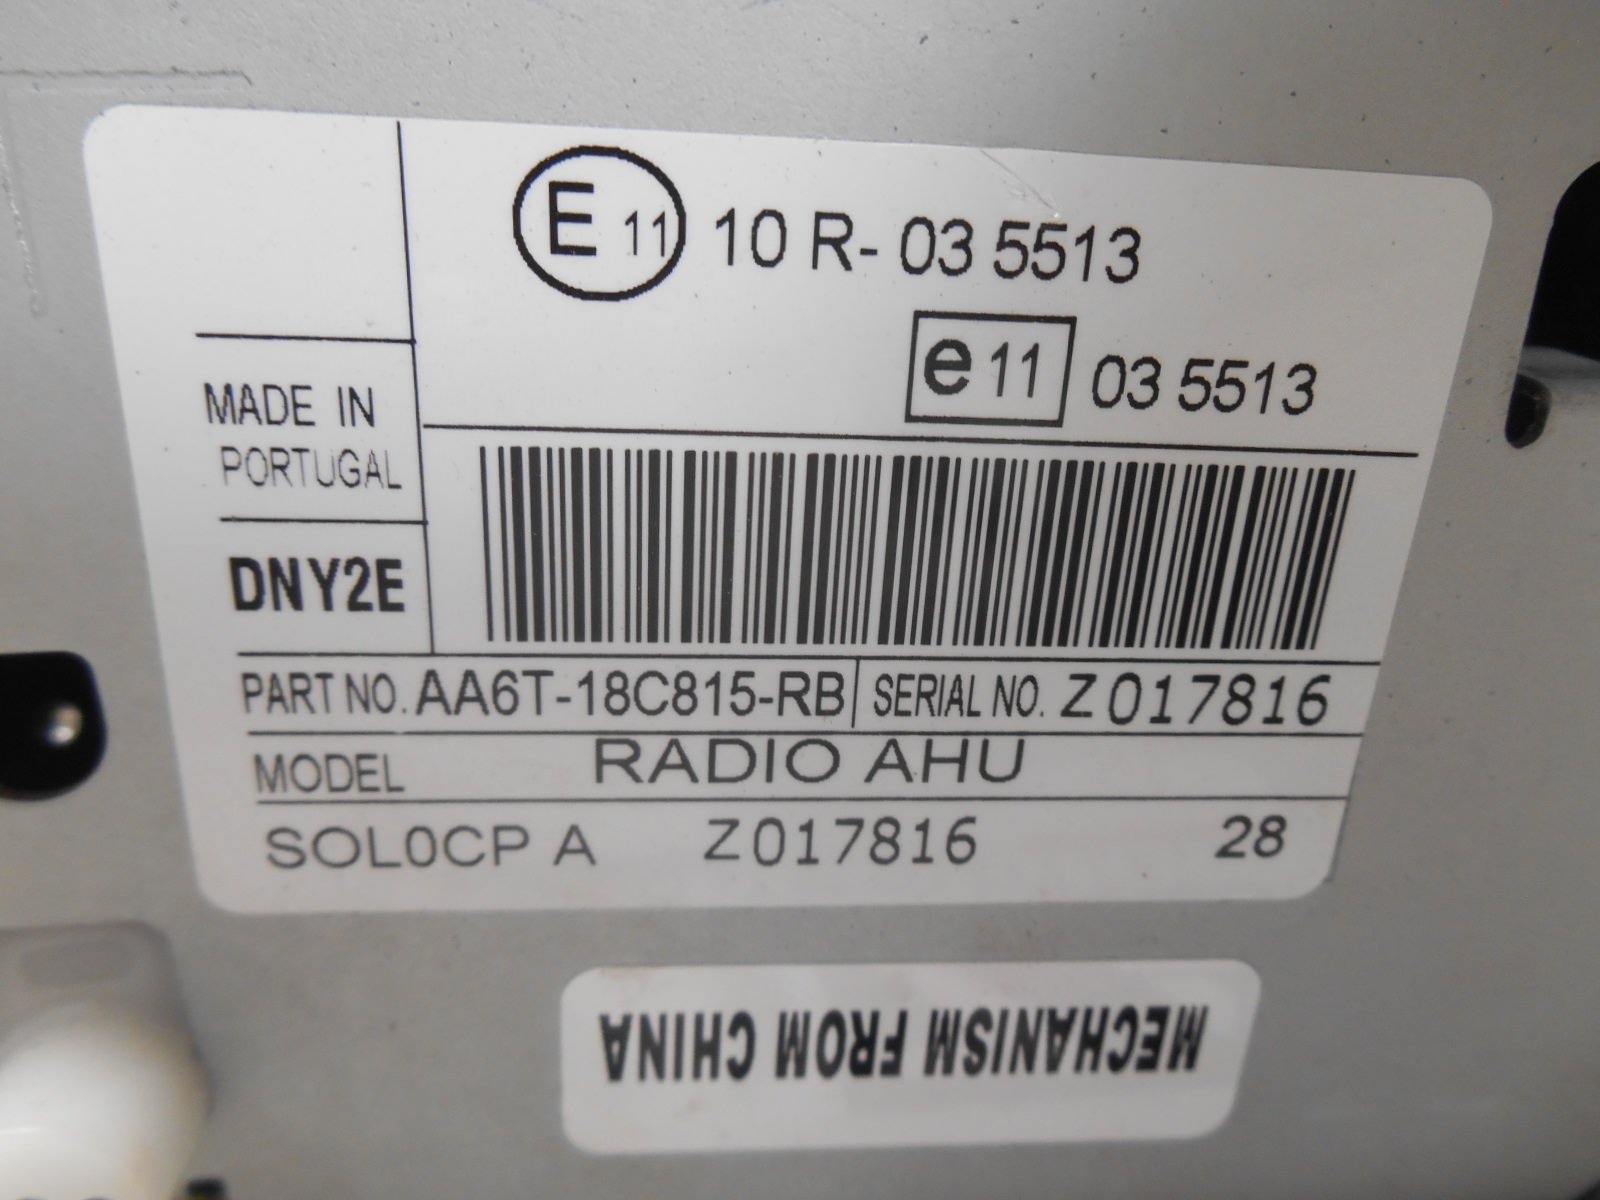 E 11 10 R- 03 5513
e 11 03 5513
MADE IN
PORTUGAL
DNY2E
PART NO. AA6T-18C815-RB SERIAL NO. Z017816
MODEL RADIO AHU
SOL0CP A Z017816 28
MECHANISM FROM CHINA